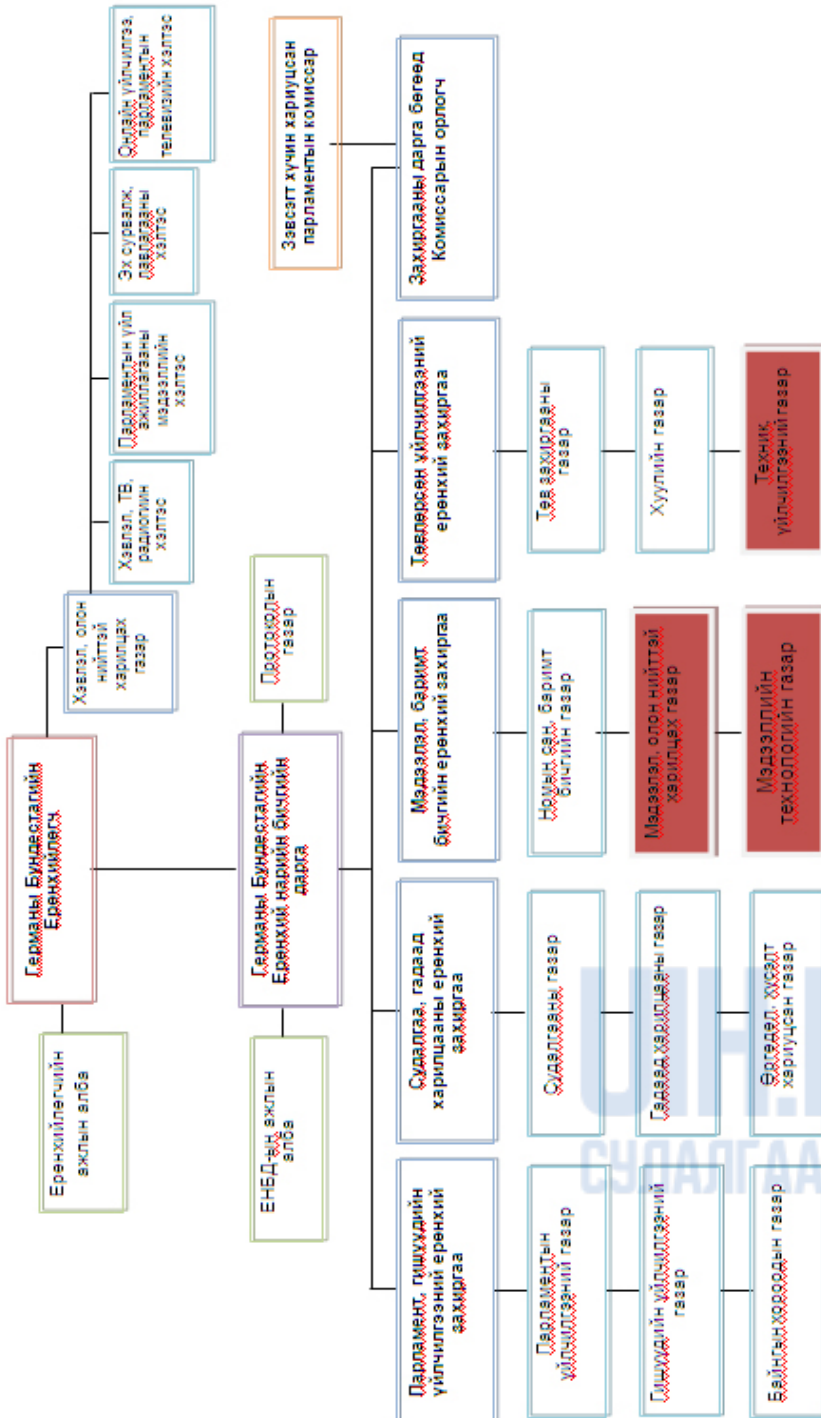 Ерөнхийлөгчийн
ажлын алба
Германы Бундестагийн
Ерөнхийлөгч
Хэвлэл, олон
нийттэй
харилцах
газар
Хэвлэл, ТВ,
радиогийн
хэлтэс
Парламентын үйл
ажиллагааны
мэдээллийн
хэлтэс
Эх сурвалж,
лавлагааны
хэлтэс
Онлайн үйлчилгээ,
парламентын
телевизийн хэлтэс
ЕНБД-ын ажлын
алба
Германы Бундестагийн
Ерөнхий нарийн бичгийн
дарга
Протоколын
газар
Зэвсэгт хүчин хариуцсан
парламентын комиссар
Парламент, гишүүдийн
үйлчилгээний ерөнхий
захиргаа
Судалгаа, гадаад
харилцааны ерөнхий
захиргаа
Мэдээлэл, баримт
бичгийн ерөнхий захиргаа
Төвлөрсөн үйлчилгээний
ерөнхий захиргаа
Захиргааны дарга бөгөөд
Комиссарын орлогч
Парламентын
үйлчилгээний газар
Судалгааны газар
Номын сан, баримт
бичгийн газар
Төв захиргааны
газар
Гишүүдийн үйлчилгээний
газар
Гадаад харилцааны газар
Мэдээлэл, олон нийттэй
харилцах газар
Хуулийн газар
Байнгын хороодын газар
Өргөдөл, хүсэлт
хариуцсан газар
Мэдээллийн
технологийн газар
Техник
үйлчилгээний газар
СУДАЛГАА